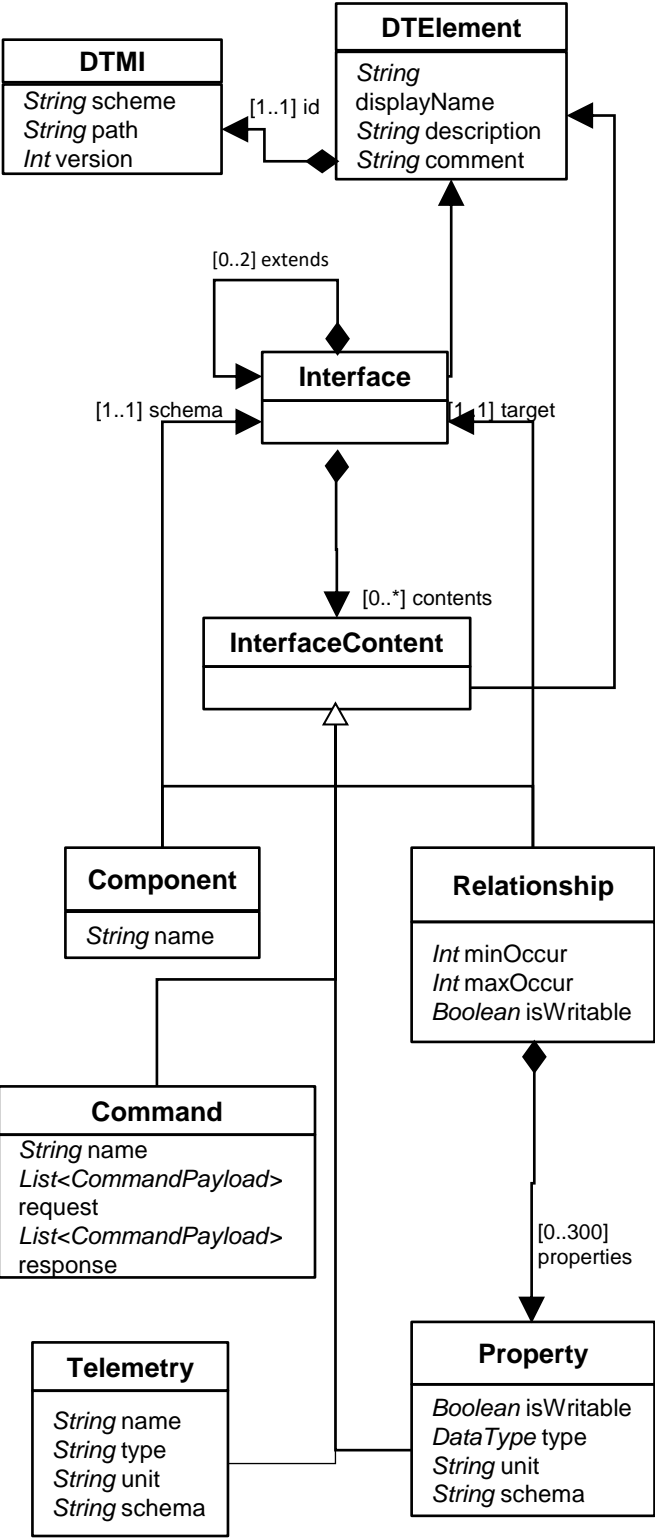 DTElement
String
displayName
String description
String comment
DTMI
String scheme
String path
Int version
[1..1] id
[0..2] extends
Interface
[1..1] schema
[1..1] target
[0..*] contents
InterfaceContent
Component
String name
Relationship
Int minOccur
Int maxOccur
Boolean isWritable
Command
String name
List<CommandPayload>
request
List<CommandPayload>
response
[0..300]
properties
Telemetry
String name
String type
String unit
String schema
Property
Boolean isWritable
DataType type
String unit
String schema